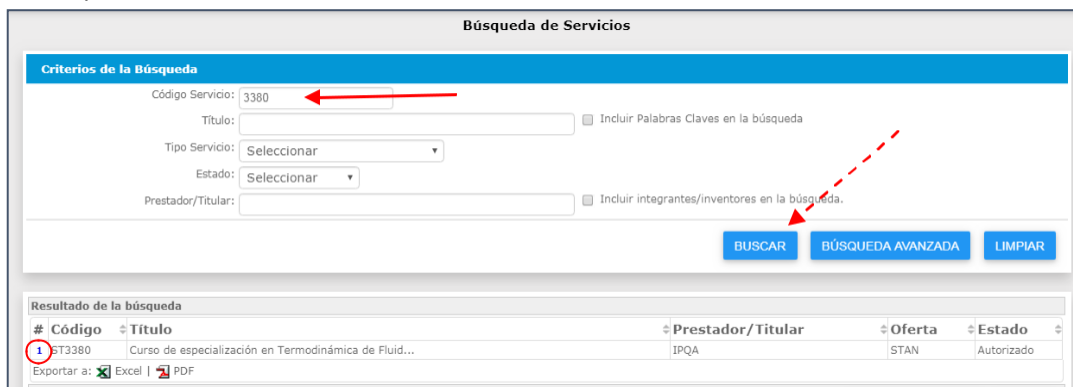 Búsqueda de Servicios
Criterios de la Búsqueda
Código Servicio: 3380
Título: Incluir Palabras Claves en la búsqueda
Tipo Servicio: Seleccionar
Estado: Seleccionar
Prestador/Titular: Incluir integrantes/inventores en la búsqueda.
BUSCAR BÚSQUEDA AVANZADA LIMPIAR
Resultado de la búsqueda
# Código Título Prestador/Titular Oferta Estado
1 ST3380 Curso de especialización en Termodinámica de Fluid... IPQA STAN Autorizado
Exportar a: Excel | PDF